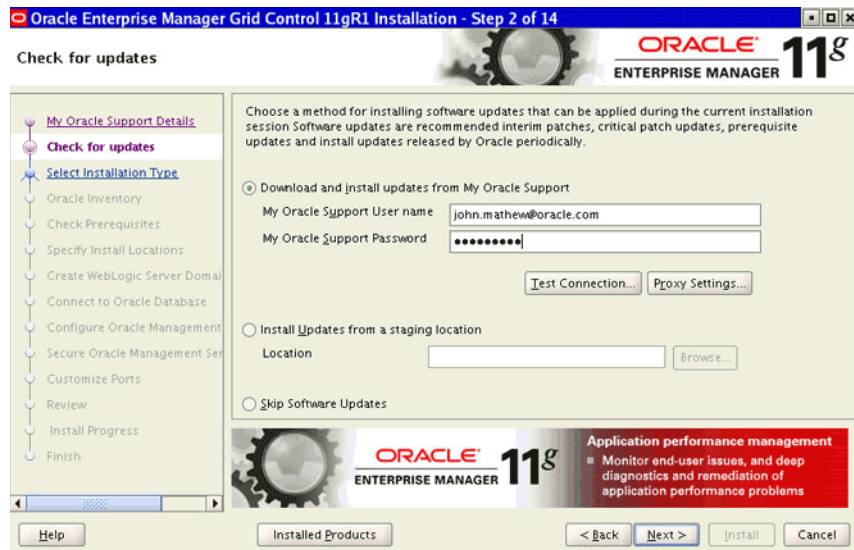 Oracle Enterprise Manager Grid Control 11gR1 Installation - Step 2 of 14
Check for updates
ORACLE
ENTERPRISE MANAGER 11g
My Oracle Support Details
Check for updates
Select Installation Type
Oracle Inventory
Check Prerequisites
Specify Install Locations
Create WebLogic Server Domai
Connect to Oracle Database
Configure Oracle Management
Secure Oracle Management Ser
Customize Ports
Review
Install Progress
Finish
Choose a method for installing software updates that can be applied during the current installation
session Software updates are recommended interim patches, critical patch updates, prerequisite
updates and install updates released by Oracle periodically.
Download and install updates from My Oracle Support
My Oracle Support User name john.mathew@oracle.com
My Oracle Support Password
Test Connection... Proxy Settings...
Install Updates from a staging location
Location Browse...
Skip Software Updates
ORACLE
ENTERPRISE MANAGER 11g
Application performance management
Monitor end-user issues, and deep
diagnostics and remediation of
application performance problems
Help Installed Products < Back Next > Install Cancel